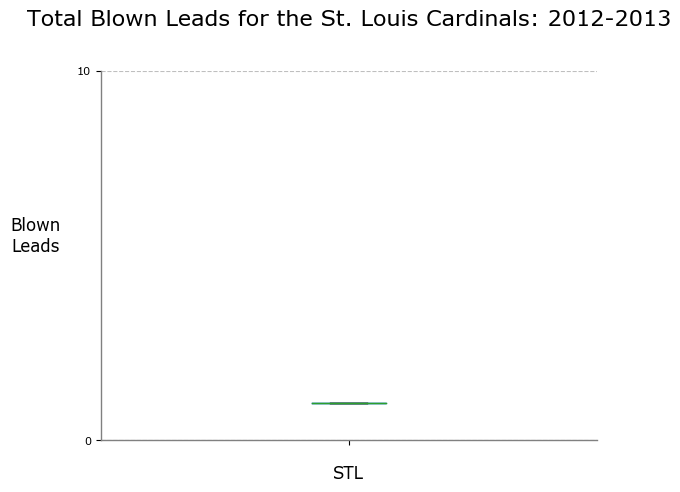 Total Blown Leads for the St. Louis Cardinals: 2012-2013
10
Blown
Leads
0
STL